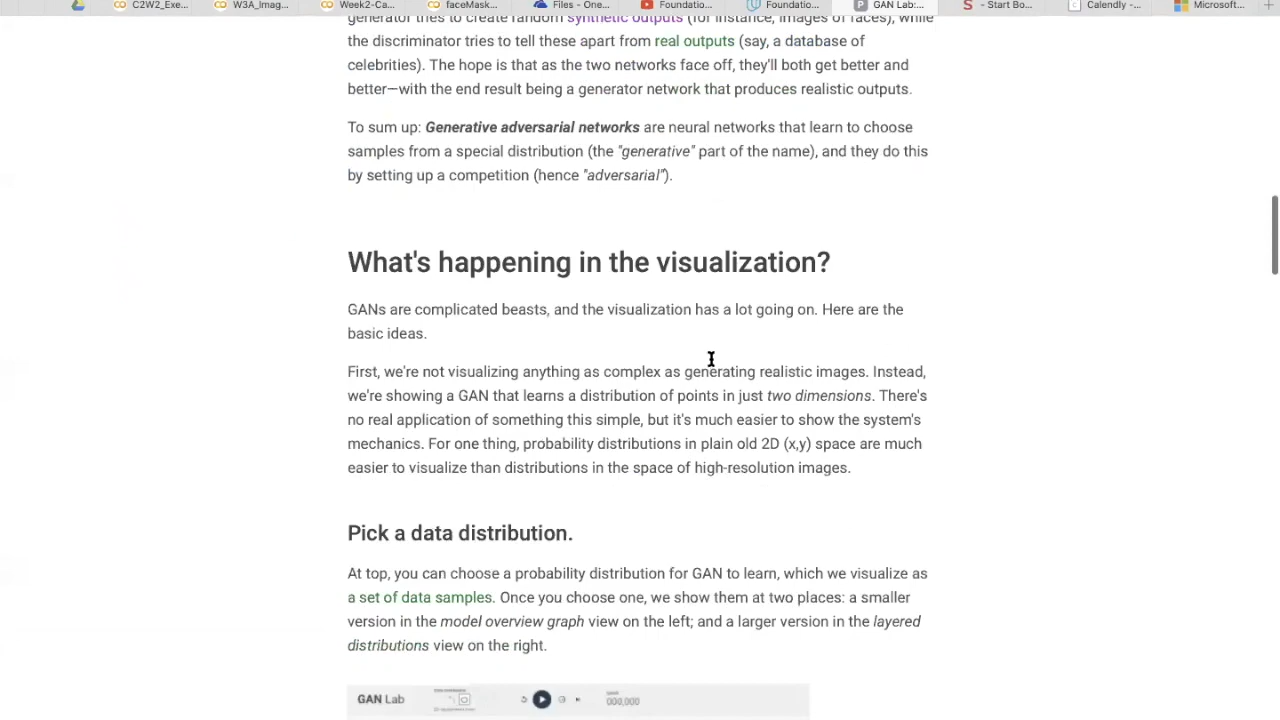 C2W2_Exe... W3A_Imag... Week2-Ca... faceMask... Files - One... Foundatio... Foundatio... GAN Lab:... - Start Bo... Calendly -... Microsoft...
generator tries to create random synthetic outputs (for instance, images of faces), while
the discriminator tries to tell these apart from real outputs (say, a database of
celebrities). The hope is that as the two networks face off, they'll both get better and
better—with the end result being a generator network that produces realistic outputs.
To sum up: Generative adversarial networks are neural networks that learn to choose
samples from a special distribution (the "generative" part of the name), and they do this
by setting up a competition (hence "adversarial").
What's happening in the visualization?
GANs are complicated beasts, and the visualization has a lot going on. Here are the
basic ideas.
First, we're not visualizing anything as complex as generating realistic images. Instead,
we're showing a GAN that learns a distribution of points in just two dimensions. There's
no real application of something this simple, but it's much easier to show the system's
mechanics. For one thing, probability distributions in plain old 2D (x,y) space are much
easier to visualize than distributions in the space of high-resolution images.
Pick a data distribution.
At top, you can choose a probability distribution for GAN to learn, which we visualize as
a set of data samples. Once you choose one, we show them at two places: a smaller
version in the model overview graph view on the left; and a larger version in the layered
distributions view on the right.
GAN Lab
000,000